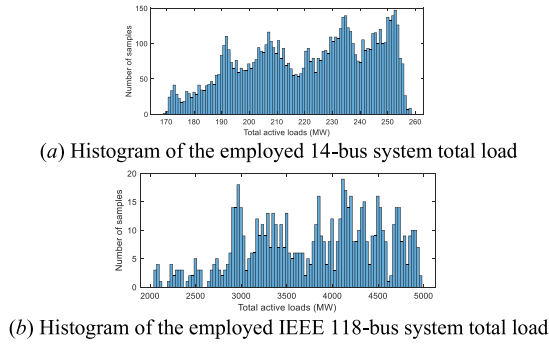 150
100
50
0
Number of samples
170 180 190 200 210 220 230 240 250 260
Total active loads (MW)
(a) Histogram of the employed 14-bus system total load
20
15
10
5
0
Number of samples
2000 2500 3000 3500 4000 4500 5000
Total active loads (MW)
(b) Histogram of the employed IEEE 118-bus system total load